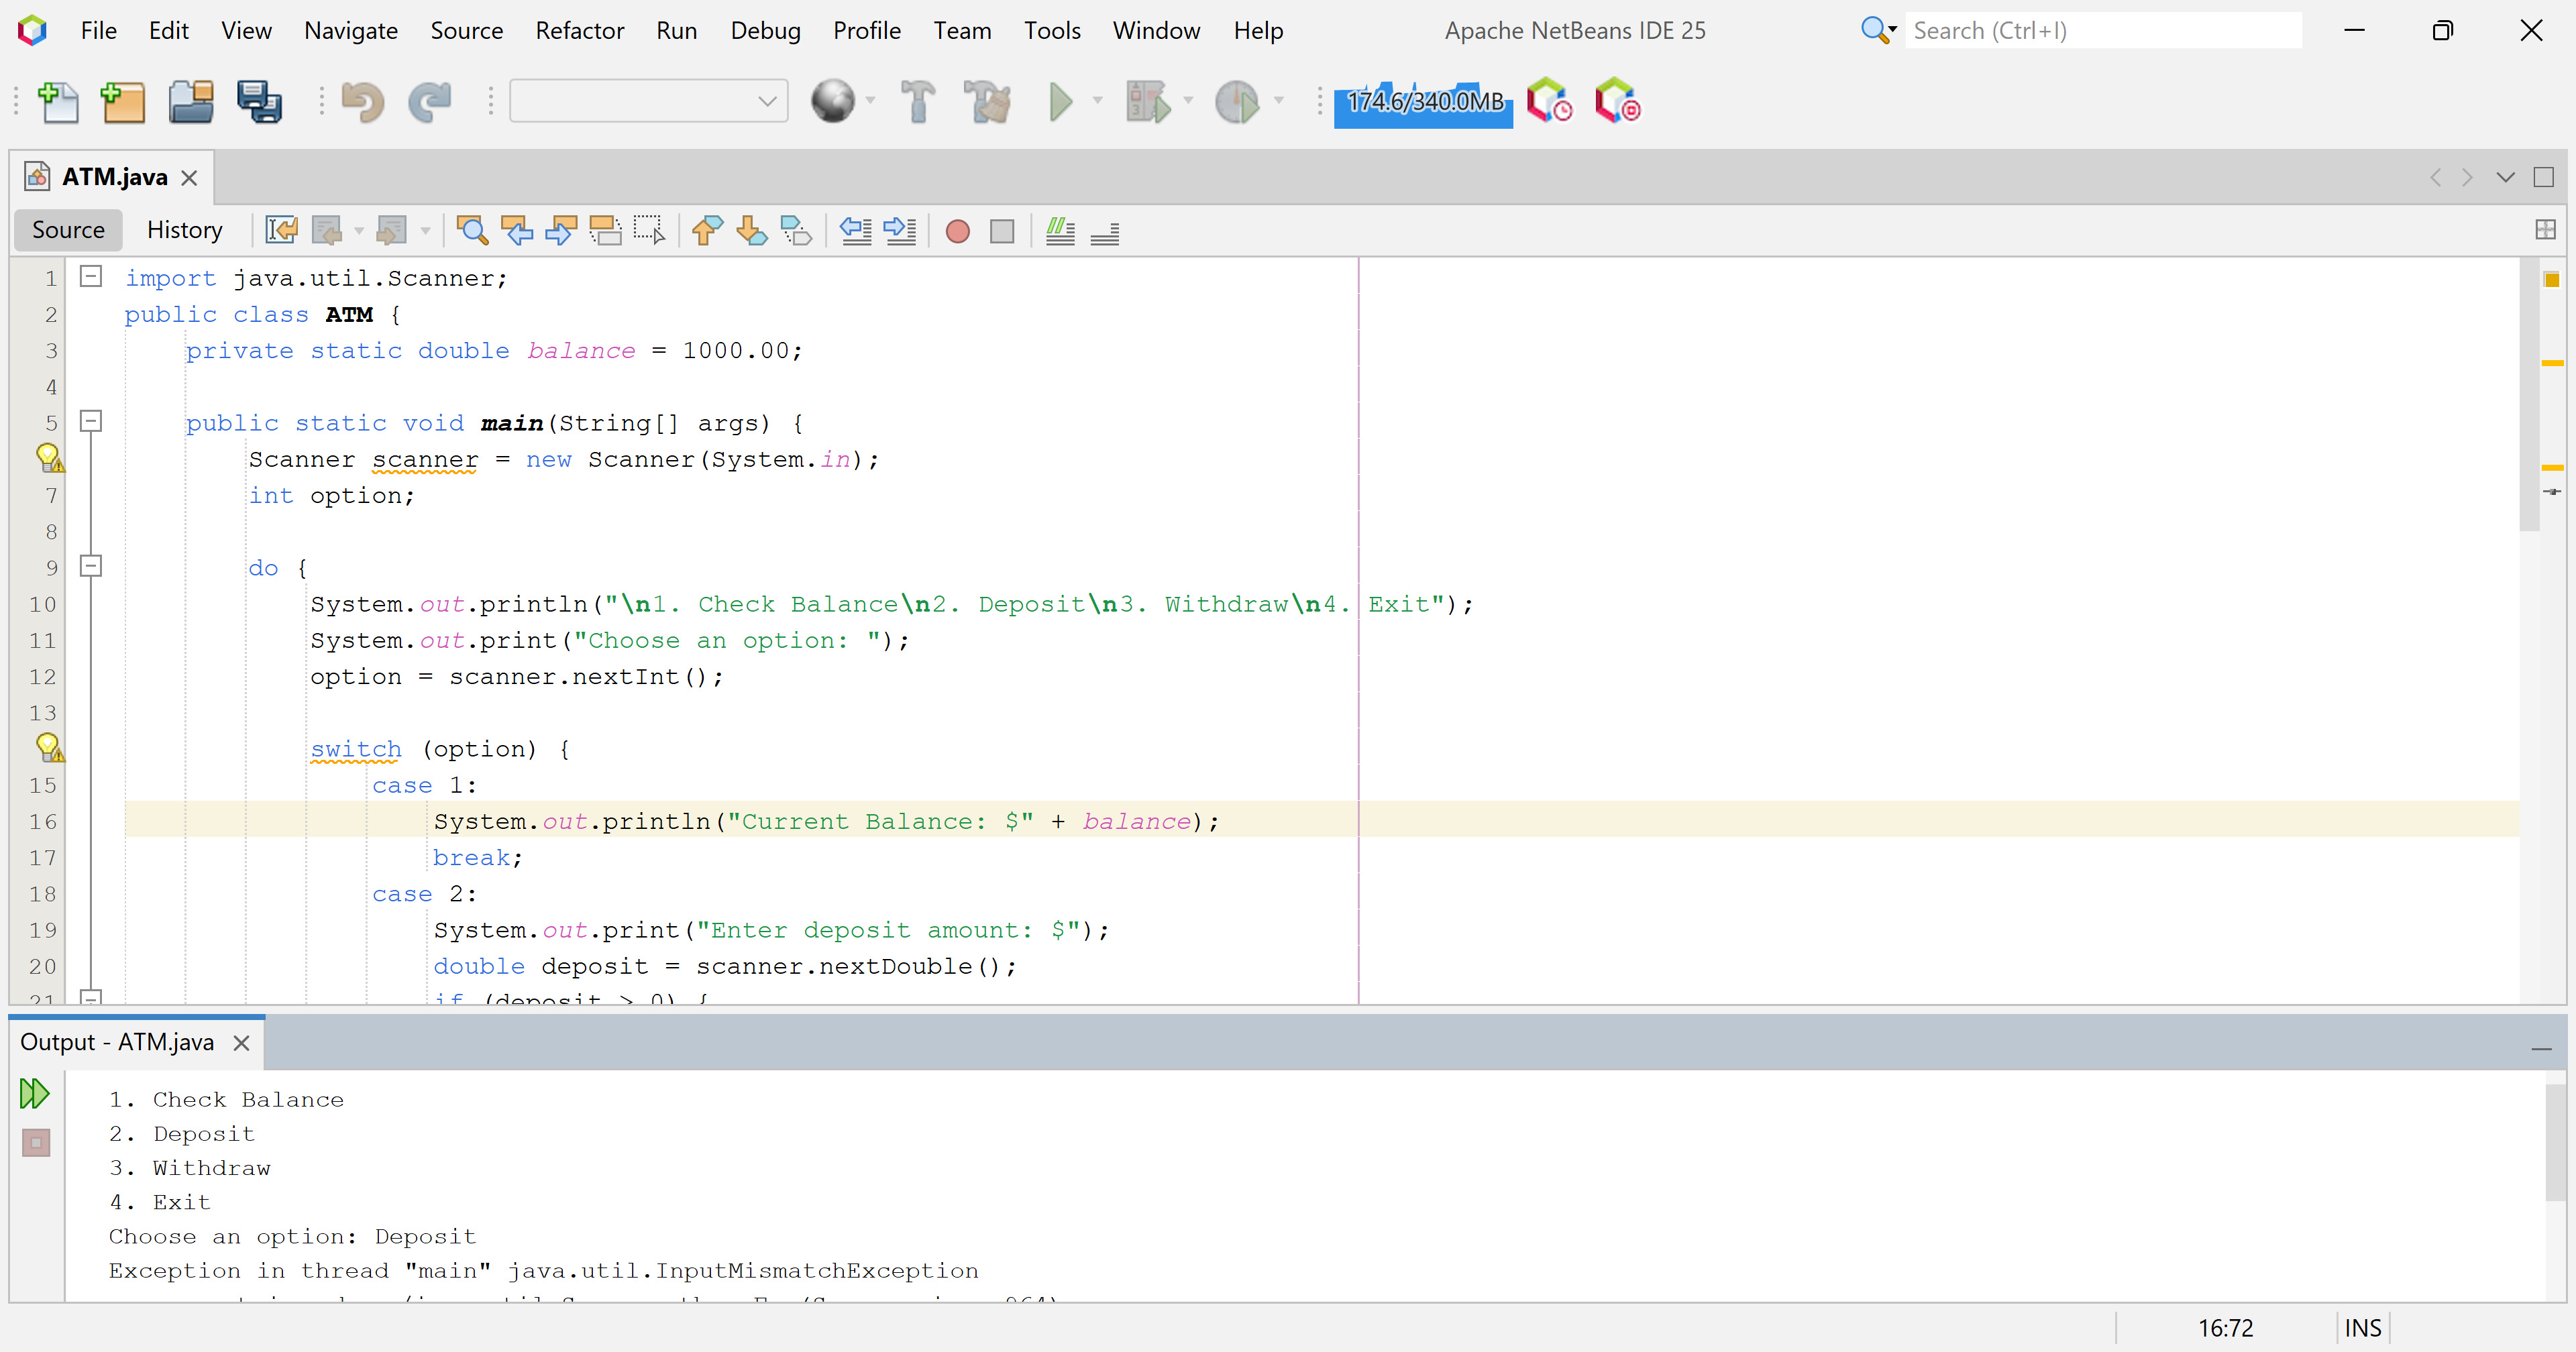 File Edit View Navigate Source Refactor Run Debug Profile Team Tools Window Help Apache NetBeans IDE 25 Search (Ctrl+I)
174.6/340.0MB
ATM.java
Source History
1 import java.util.Scanner;
2 public class ATM {
3 private static double balance = 1000.00;
4
5 public static void main(String[] args) {
Scanner scanner = new Scanner(System.in);
7 int option;
8
9 do {
10 System.out.println("\n1. Check Balance\n2. Deposit\n3. Withdraw\n4. Exit");
11 System.out.print("Choose an option: ");
12 option = scanner.nextInt();
13
switch (option) {
15 case 1:
16 System.out.println("Current Balance: $" + balance);
17 break;
18 case 2:
19 System.out.print("Enter deposit amount: $");
20 double deposit = scanner.nextDouble();
21 if (deposit > 0) {
Output - ATM.java
1. Check Balance
2. Deposit
3. Withdraw
4. Exit
Choose an option: Deposit
Exception in thread "main" java.util.InputMismatchException
16:72 INS